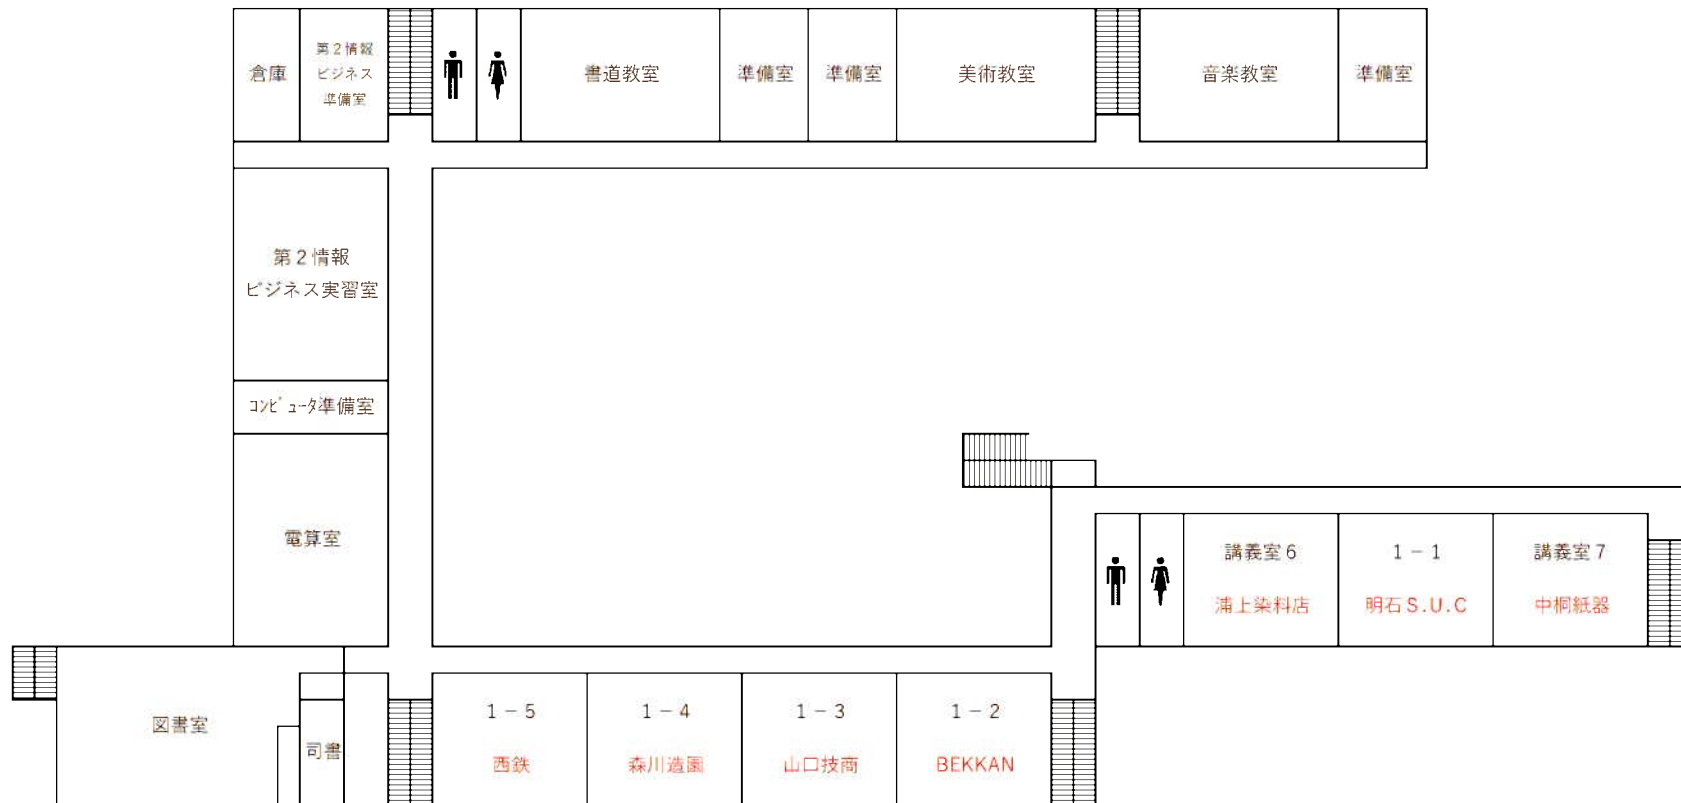 倉庫
第２情報
ビジネス
準備室
書道教室
準備室
準備室
美術教室
音楽教室
準備室
第２情報
ビジネス実習室
ｺﾝﾋﾟｭｰﾀ準備室
電算室
講義室６
浦上染料店
１－１
明石Ｓ.Ｕ.Ｃ
講義室７
中桐紙器
図書室
司書
１－５
西鉄
１－４
森川造園
１－３
山口技商
１－２
BEKKAN